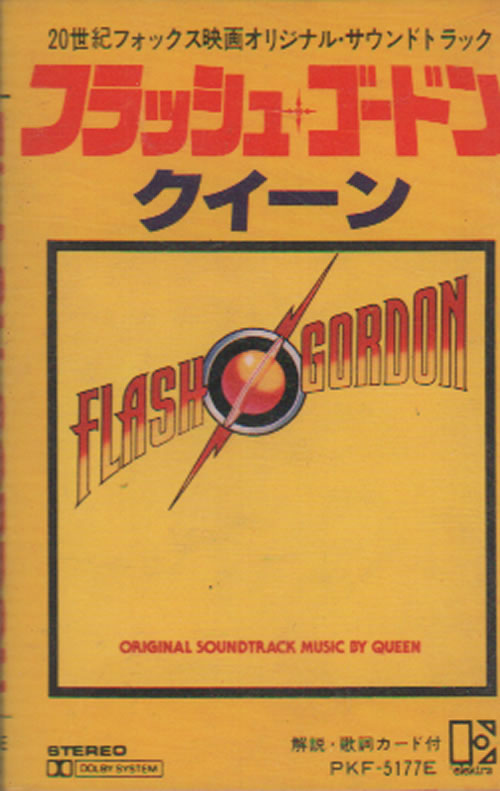 20世紀フォックス映画オリジナル・サウンドトラック
フラッシュ・ゴードン
クイーン
FLASH GORDON
ORIGINAL SOUNDTRACK MUSIC BY QUEEN
STEREO
DOLBY SYSTEM
解説・歌詞カード付
PKF-5177E
elektra